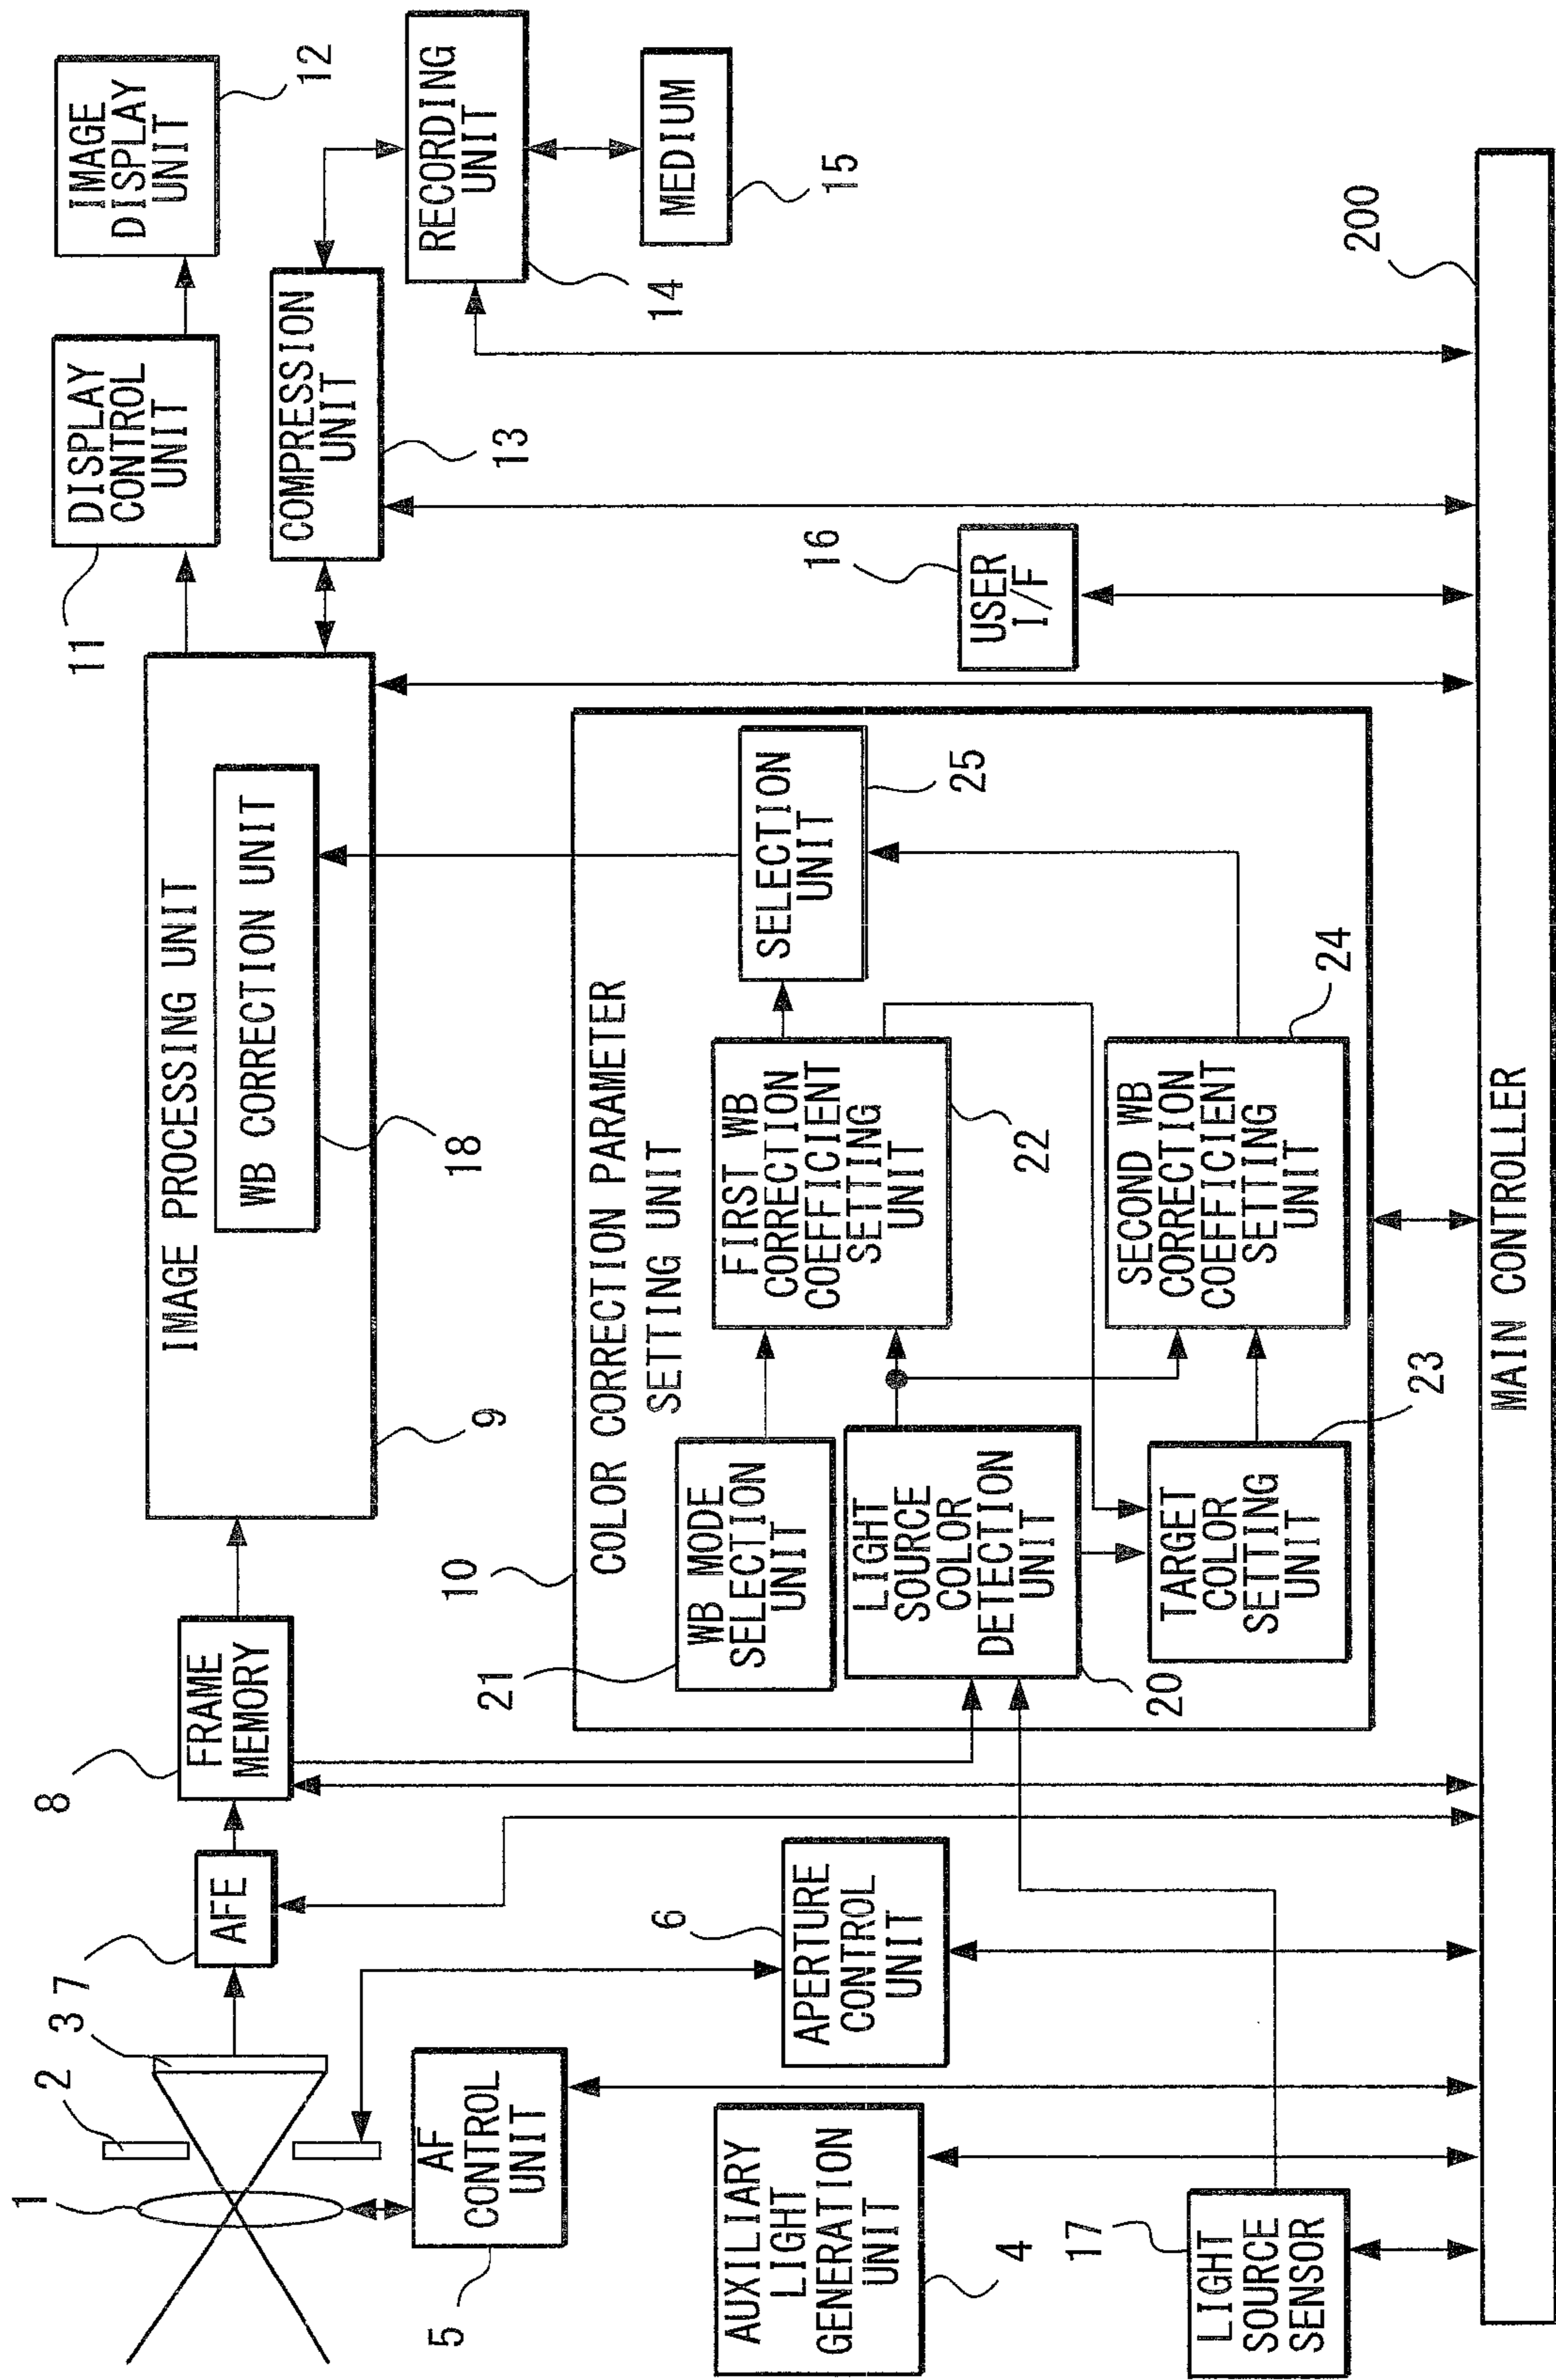 1
2
3
7
AFE
8
FRAME
MEMORY
9
IMAGE PROCESSING UNIT
WB CORRECTION UNIT
18
11
DISPLAY
CONTROL
UNIT
IMAGE
DISPLAY
UNIT
12
COMPRESSION
UNIT
13
RECORDING
UNIT
14
MEDIUM
15
AF
CONTROL
UNIT
5
6
APERTURE
CONTROL
UNIT
AUXILIARY
LIGHT
GENERATION
UNIT
4
17
LIGHT
SOURCE
SENSOR
10
COLOR CORRECTION PARAMETER
SETTING UNIT
21
WB MODE
SELECTION
UNIT
LIGHT
SOURCE
COLOR
DETECTION
UNIT
20
TARGET
COLOR
SETTING
UNIT
23
FIRST WB
CORRECTION
COEFFICIENT
SETTING
UNIT
22
SECOND WB
CORRECTION
COEFFICIENT
SETTING
UNIT
24
SELECTION
UNIT
25
16
USER
I/F
200
MAIN CONTROLLER